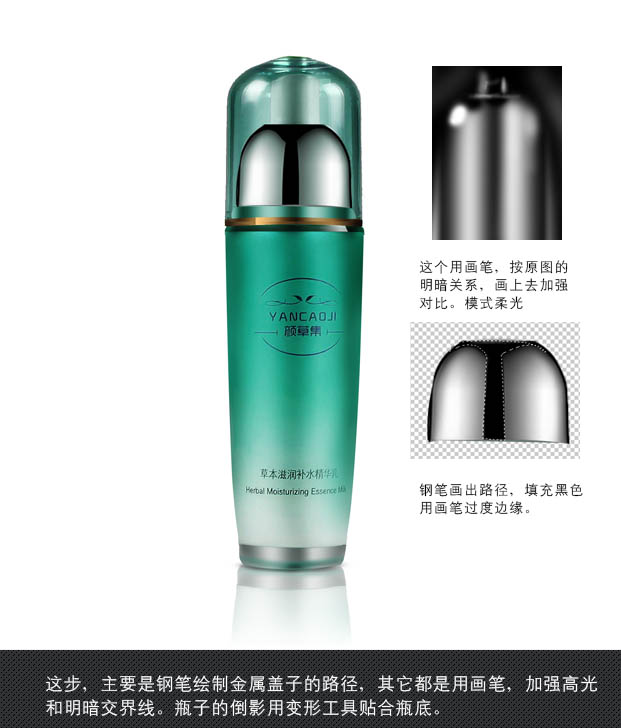 YANCAOJI
颜草集
草本滋润补水精华乳
Herbal Moisturizing Essence Milk
这个用画笔，按原图的
明暗关系，画上去加强
对比。模式柔光
钢笔画出路径，填充黑色
用画笔过度边缘。
这步，主要是钢笔绘制金属盖子的路径，其它都是用画笔，加强高光
和明暗交界线。瓶子的倒影用变形工具贴合瓶底。